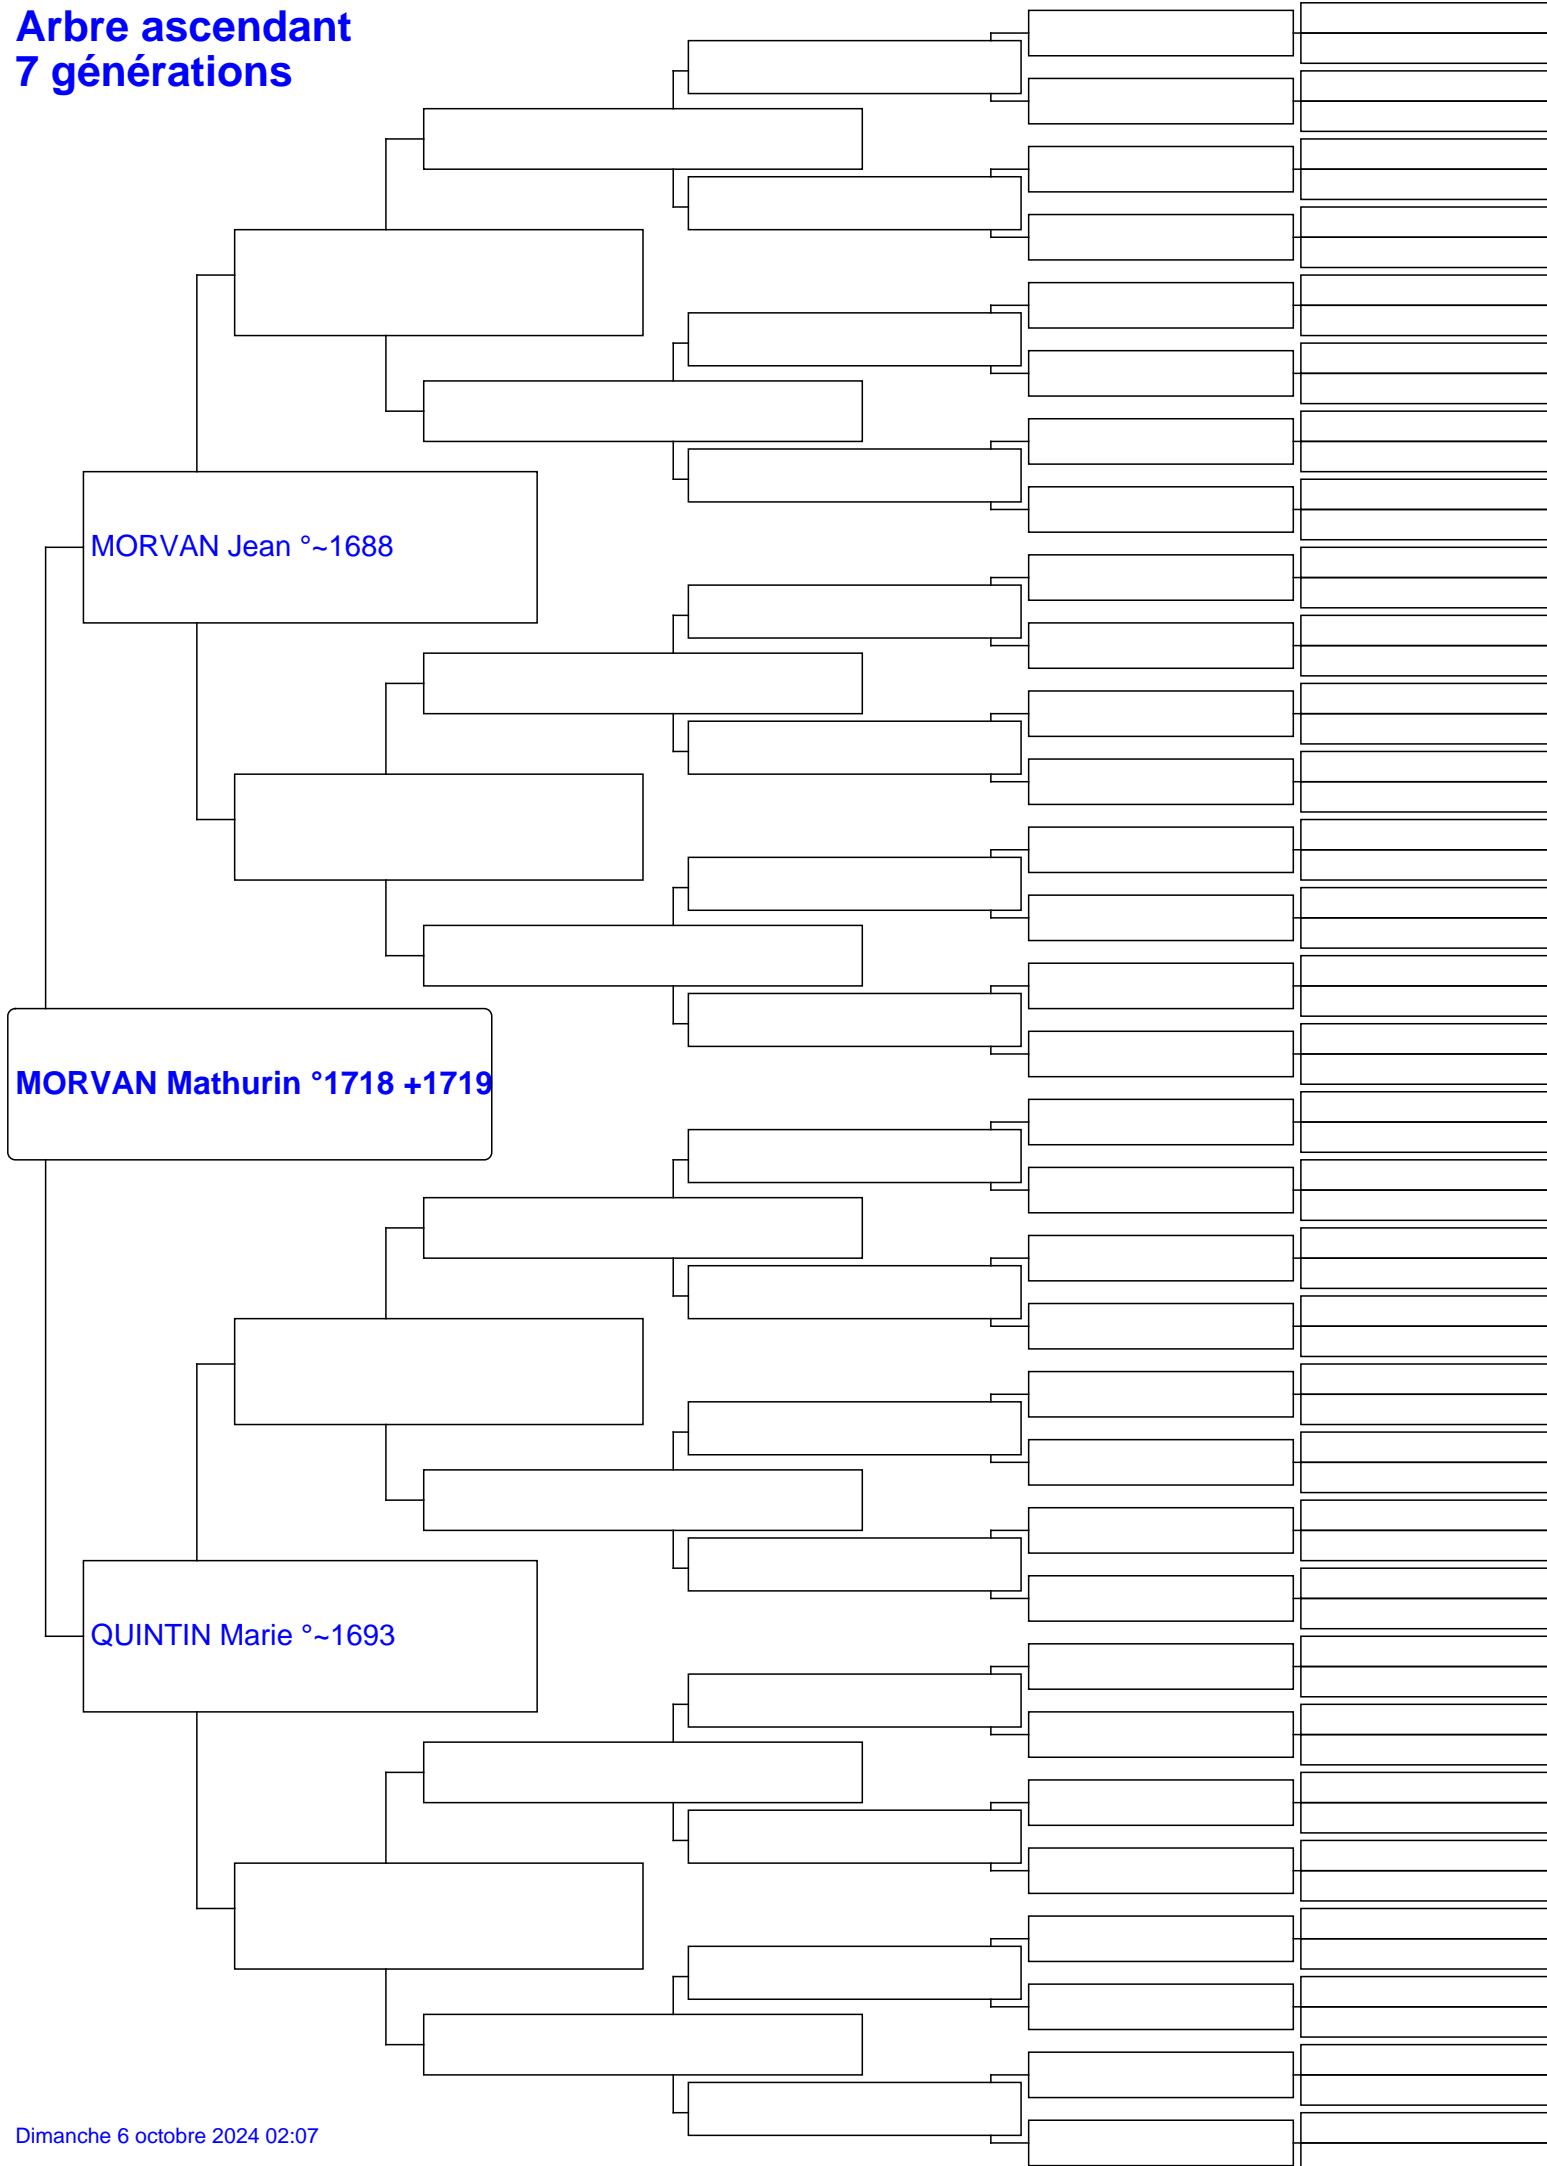 Arbre ascendant
7 générations
MORVAN Jean °~1688
MORVAN Mathurin °1718 +1719
QUINTIN Marie °~1693
Dimanche 6 octobre 2024 02:07